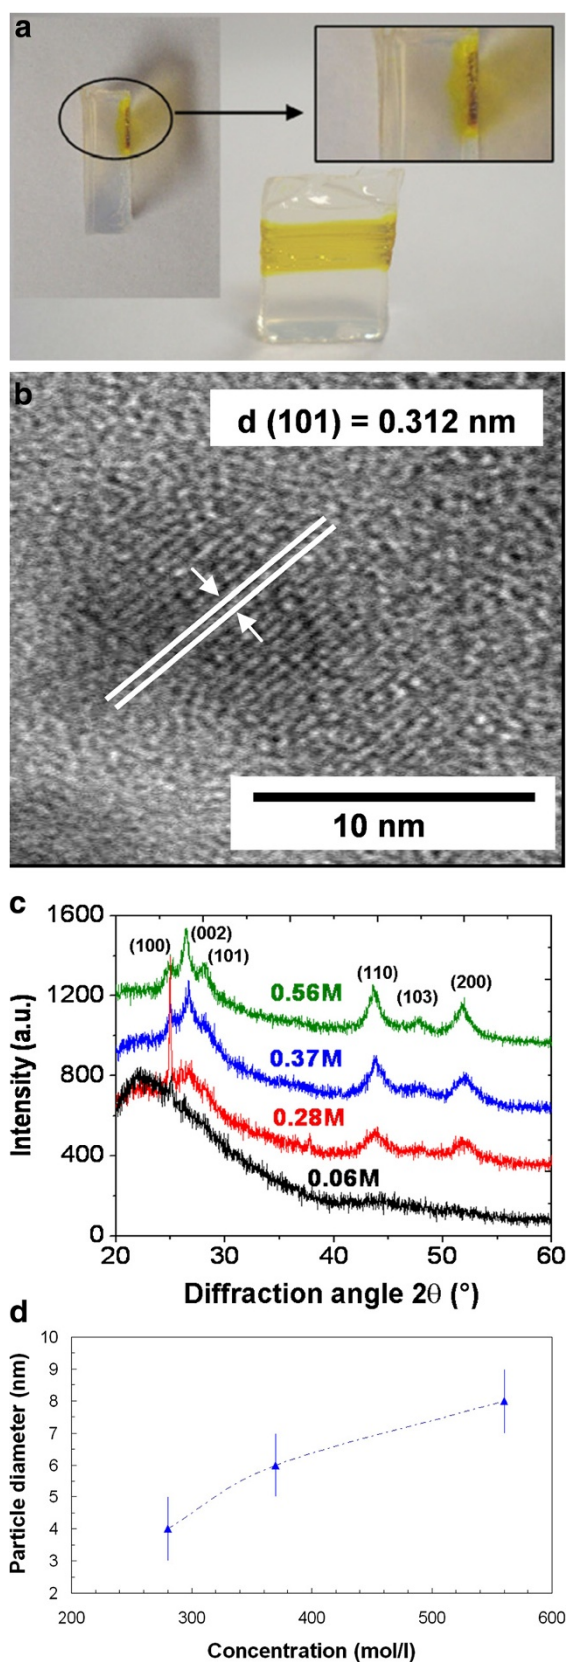 a
b
d (101) = 0.312 nm
10 nm
c
1600
1200
800
400
0
Intensity (a.u.)
(100)
(002)
(101)
(110)
(103)
(200)
0.56M
0.37M
0.28M
0.06M
20
30
40
50
60
Diffraction angle 2θ (°)
d
10
9
8
7
6
5
4
3
2
Particle diameter (nm)
200
300
400
500
600
Concentration (mol/l)